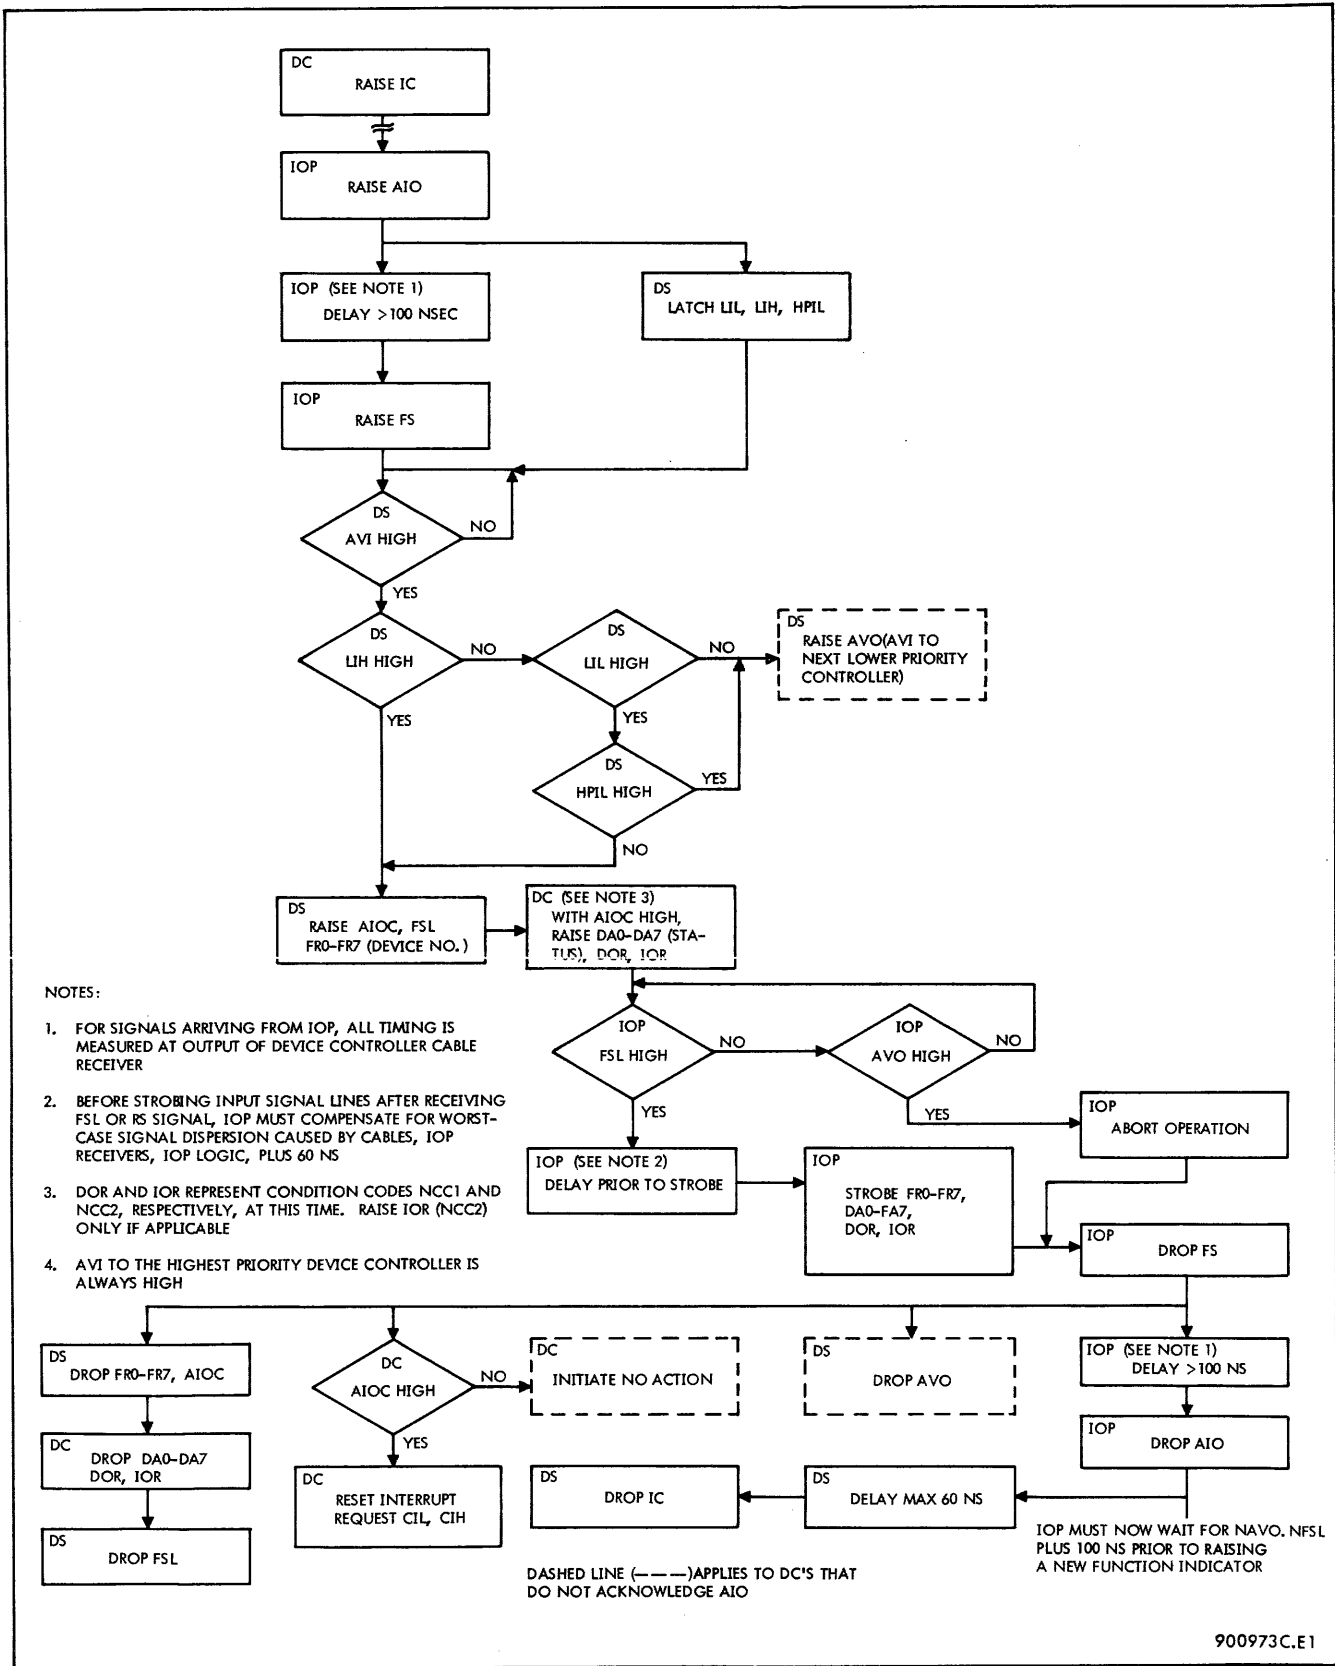 DC
RAISE IC
IOP
RAISE AIO
IOP (SEE NOTE 1)
DELAY >100 NSEC
DS
LATCH LIL, LIH, HPIL
IOP
RAISE FS
DS
AVI HIGH
NO
YES
DS
LIH HIGH
NO
DS
LIL HIGH
NO
DS
RAISE AVO(AVI TO
NEXT LOWER PRIORITY
CONTROLLER)
YES
YES
DS
HPIL HIGH
YES
NO
DS
RAISE AIOC, FSL
FR0-FR7 (DEVICE NO.)
DC (SEE NOTE 3)
WITH AIOC HIGH,
RAISE DA0-DA7 (STA-
TUS), DOR, IOR
NOTES:
1. FOR SIGNALS ARRIVING FROM IOP, ALL TIMING IS
MEASURED AT OUTPUT OF DEVICE CONTROLLER CABLE
RECEIVER
2. BEFORE STROBING INPUT SIGNAL LINES AFTER RECEIVING
FSL OR RS SIGNAL, IOP MUST COMPENSATE FOR WORST-
CASE SIGNAL DISPERSION CAUSED BY CABLES, IOP
RECEIVERS, IOP LOGIC, PLUS 60 NS
3. DOR AND IOR REPRESENT CONDITION CODES NCC1 AND
NCC2, RESPECTIVELY, AT THIS TIME. RAISE IOR (NCC2)
ONLY IF APPLICABLE
4. AVI TO THE HIGHEST PRIORITY DEVICE CONTROLLER IS
ALWAYS HIGH
IOP
FSL HIGH
NO
IOP
AVO HIGH
NO
YES
YES
IOP
ABORT OPERATION
IOP (SEE NOTE 2)
DELAY PRIOR TO STROBE
IOP
STROBE FR0-FR7,
DA0-FA7,
DOR, IOR
IOP
DROP FS
DS
DROP FR0-FR7, AIOC
DC
AIOC HIGH
NO
DC
INITIATE NO ACTION
DS
DROP AVO
IOP (SEE NOTE 1)
DELAY >100 NS
YES
DC
DROP DA0-DA7
DOR, IOR
IOP
DROP AIO
DC
RESET INTERRUPT
REQUEST CIL, CIH
DS
DROP IC
DS
DELAY MAX 60 NS
DS
DROP FSL
IOP MUST NOW WAIT FOR NAVO. NFSL
PLUS 100 NS PRIOR TO RAISING
A NEW FUNCTION INDICATOR
DASHED LINE (– – –)APPLIES TO DC'S THAT
DO NOT ACKNOWLEDGE AIO
900973C.E1